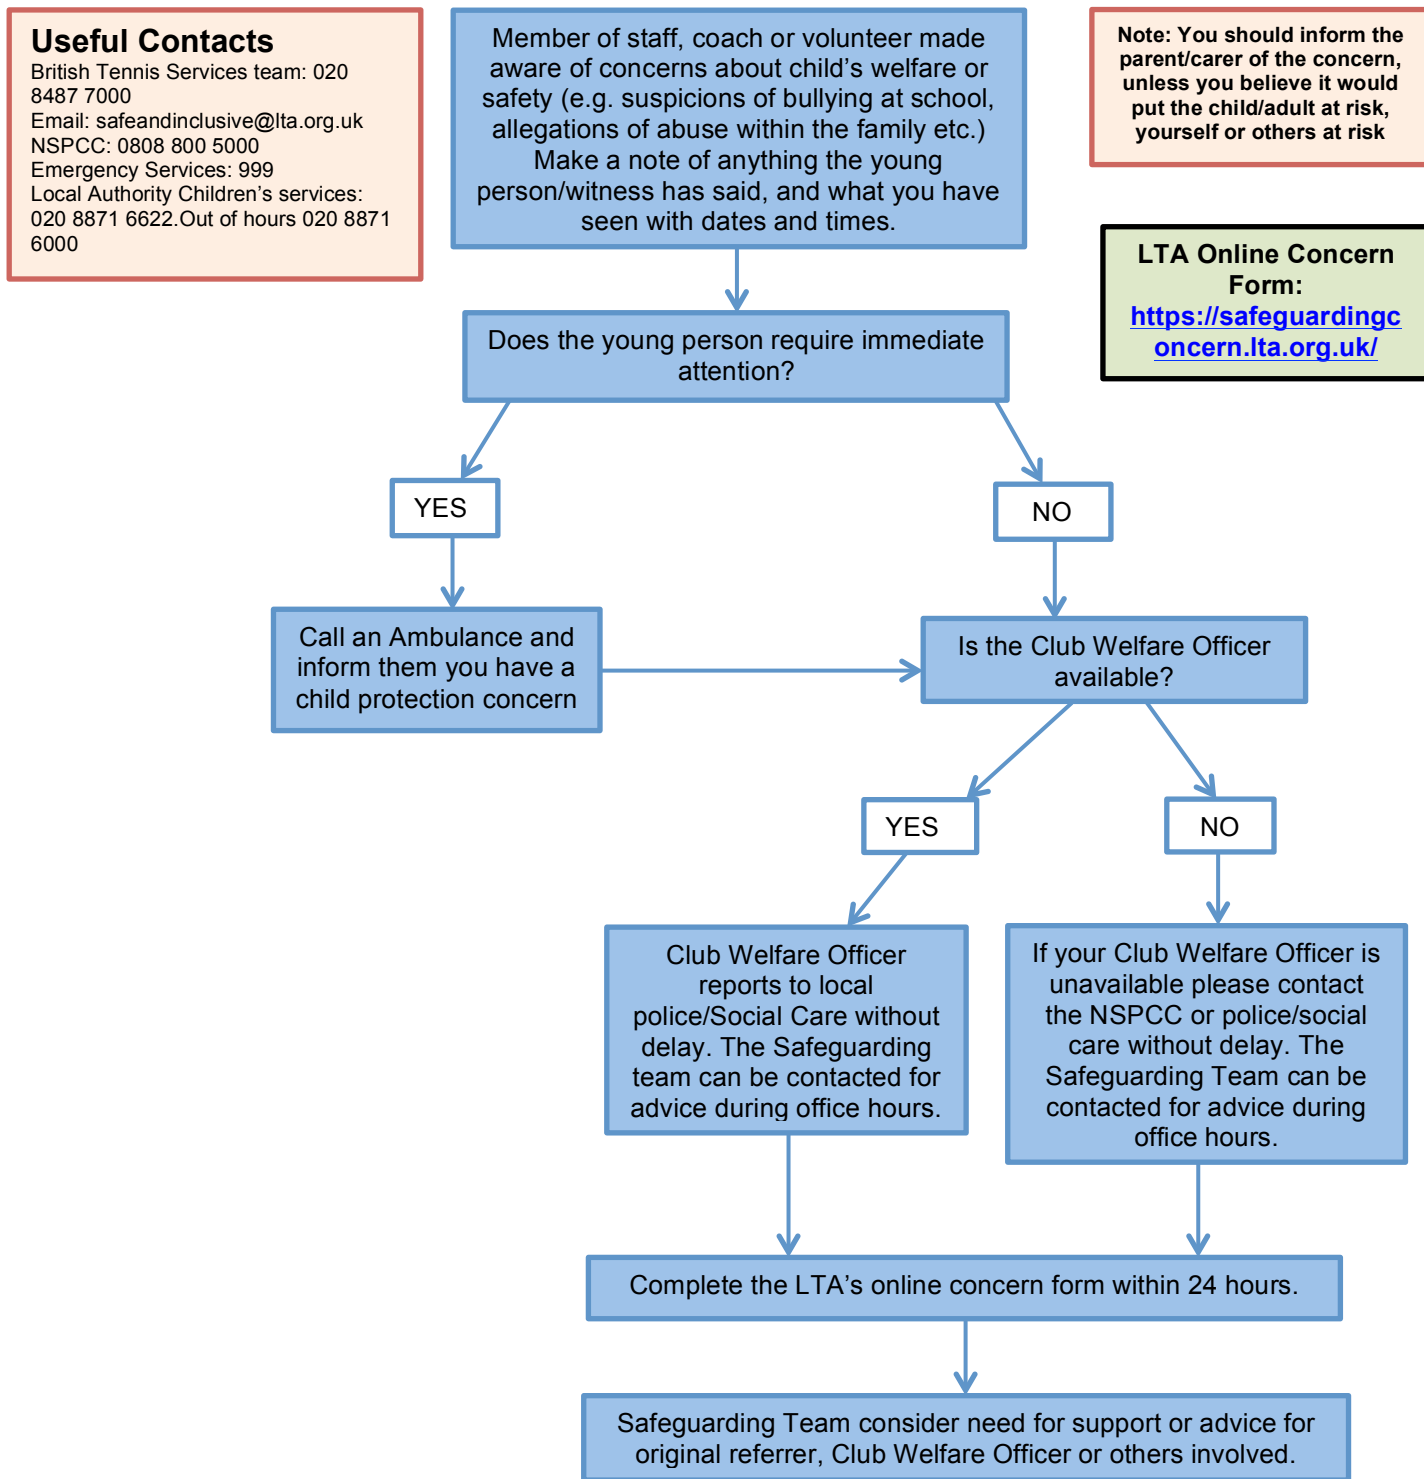 Useful Contacts
British Tennis Services team: 020
8487 7000
Email: safeandinclusive@lta.org.uk
NSPCC: 0808 800 5000
Emergency Services: 999
Local Authority Children's services:
020 8871 6622.Out of hours 020 8871
6000
Member of staff, coach or volunteer made
aware of concerns about child's welfare or
safety (e.g. suspicions of bullying at school,
allegations of abuse within the family etc.)
Make a note of anything the young
person/witness has said, and what you have
seen with dates and times.
Note: You should inform the
parent/carer of the concern,
unless you believe it would
put the child/adult at risk,
yourself or others at risk
LTA Online Concern
Form:
https://safeguardingc
oncern.lta.org.uk/
Does the young person require immediate
attention?
YES
NO
Call an Ambulance and
inform them you have a
child protection concern
Is the Club Welfare Officer
available?
YES
NO
Club Welfare Officer
reports to local
police/Social Care without
delay. The Safeguarding
team can be contacted for
advice during office hours.
If your Club Welfare Officer is
unavailable please contact
the NSPCC or police/social
care without delay. The
Safeguarding Team can be
contacted for advice during
office hours.
Complete the LTA's online concern form within 24 hours.
Safeguarding Team consider need for support or advice for
original referrer, Club Welfare Officer or others involved.